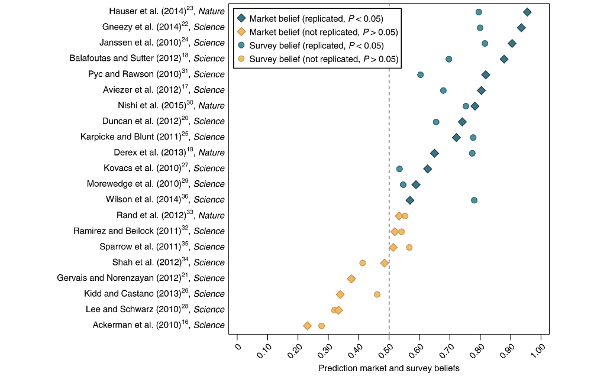 Hauser et al. (2014)23, Nature
Gneezy et al. (2014)22, Science
Janssen et al. (2010)24, Science
Balafoutas and Sutter (2012)18, Science
Pyc and Rawson (2010)31, Science
Aviezer et al. (2012)17, Science
Nishi et al. (2015)30, Nature
Duncan et al. (2012)20, Science
Karpicke and Blunt (2011)25, Science
Derex et al. (2013)19, Nature
Kovacs et al. (2010)27, Science
Morewedge et al. (2010)29, Science
Wilson et al. (2014)36, Science
Rand et al. (2012)33, Nature
Ramirez and Beilock (2011)32, Science
Sparrow et al. (2011)35, Science
Shah et al. (2012)34, Science
Gervais and Norenzayan (2012)21, Science
Kidd and Castano (2013)26, Science
Lee and Schwarz (2010)28, Science
Ackerman et al. (2010)16, Science
Market belief (replicated, P < 0.05)
Market belief (not replicated, P > 0.05)
Survey belief (replicated, P < 0.05)
Survey belief (not replicated, P > 0.05)
0 0.10 0.20 0.30 0.40 0.50 0.60 0.70 0.80 0.90 1.00
Prediction market and survey beliefs